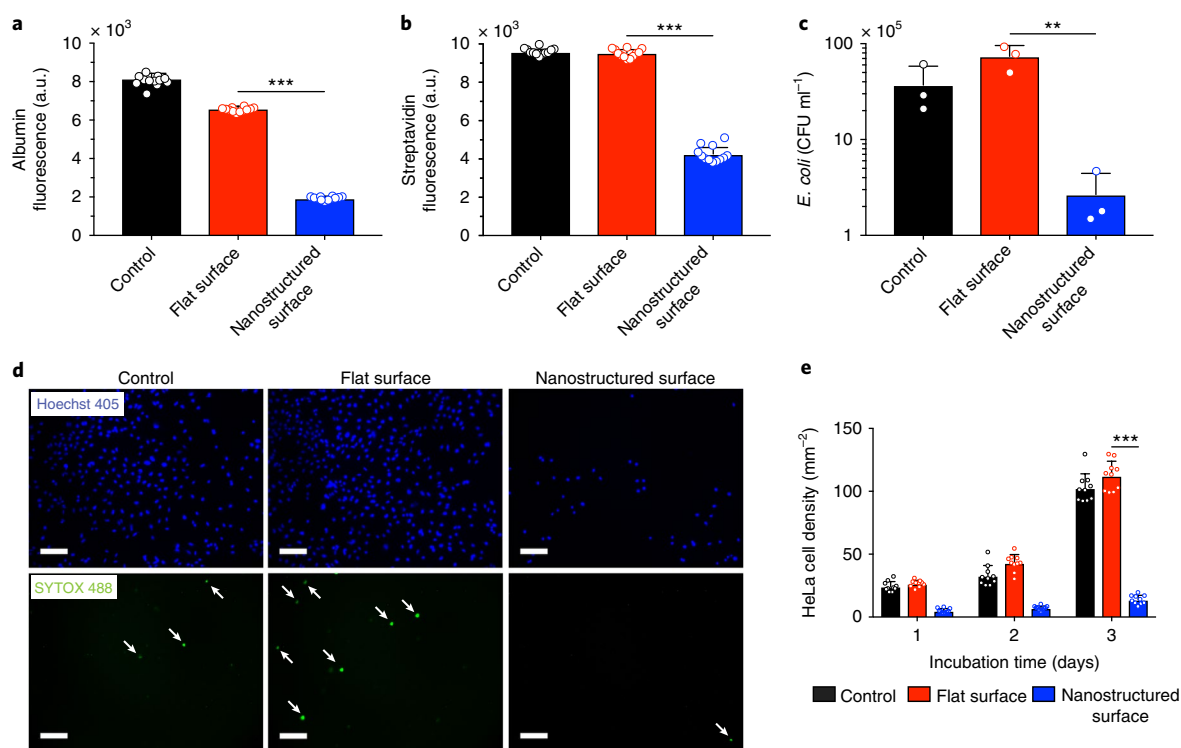 a
× 10³
10
8
6
4
2
0
Albumin
fluorescence (a.u.)
***
Control
Flat surface
Nanostructured
surface
b
× 10³
10
8
6
4
2
0
Streptavidin
fluorescence (a.u.)
***
Control
Flat surface
Nanostructured
surface
c
× 10⁵
100
10
1
E. coli (CFU ml⁻¹)
**
Control
Flat surface
Nanostructured
surface
d
Control
Flat surface
Nanostructured surface
Hoechst 405
SYTOX 488
e
150
100
50
0
HeLa cell density (mm⁻²)
***
1
2
3
Incubation time (days)
Control
Flat surface
Nanostructured
surface